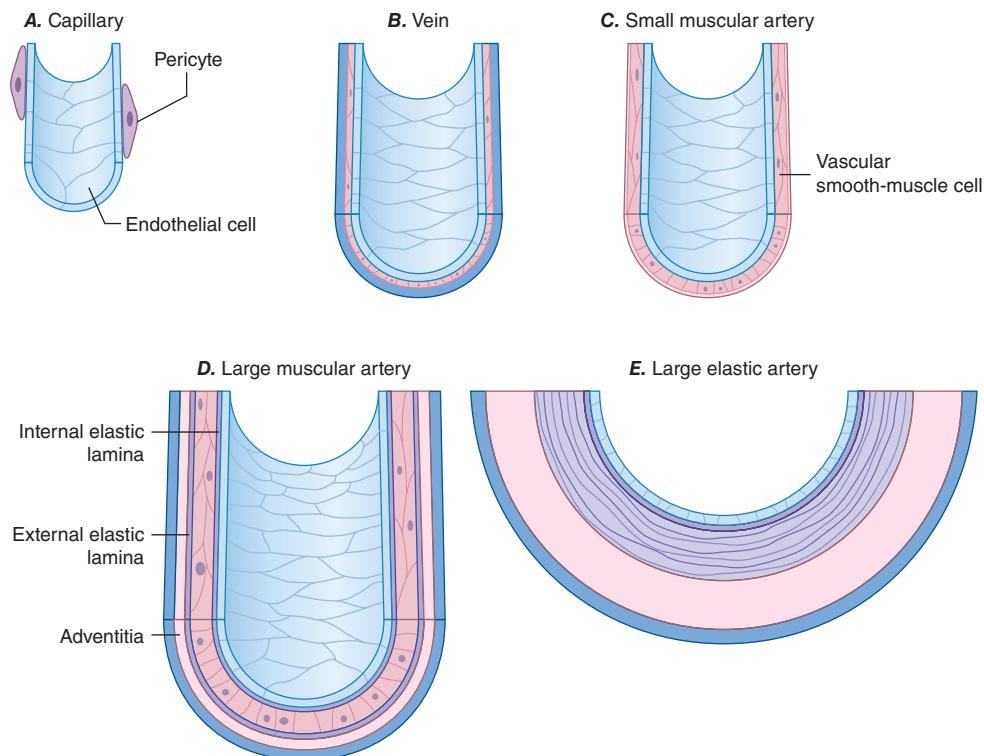 A. Capillary
Pericyte
Endothelial cell
B. Vein
C. Small muscular artery
Vascular
smooth-muscle cell
D. Large muscular artery
Internal elastic
lamina
External elastic
lamina
Adventitia
E. Large elastic artery